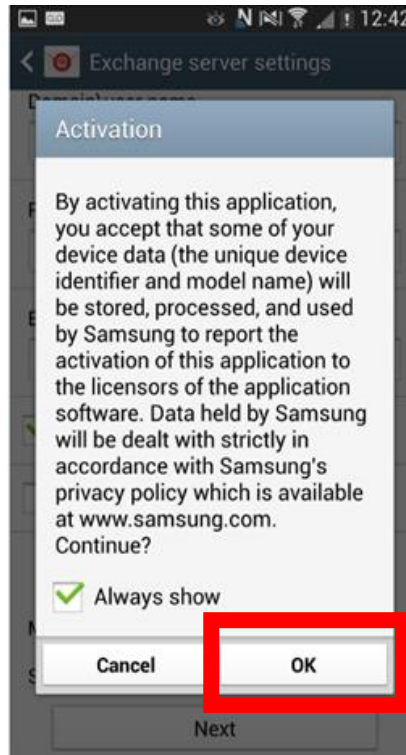 12:42
Exchange server settings
Domain\user name
Activation
By activating this application,
you accept that some of your
device data (the unique device
identifier and model name) will
be stored, processed, and used
by Samsung to report the
activation of this application to
the licensors of the application
software. Data held by Samsung
will be dealt with strictly in
accordance with Samsung's
privacy policy which is available
at www.samsung.com.
Continue?
Always show
Cancel OK
Next